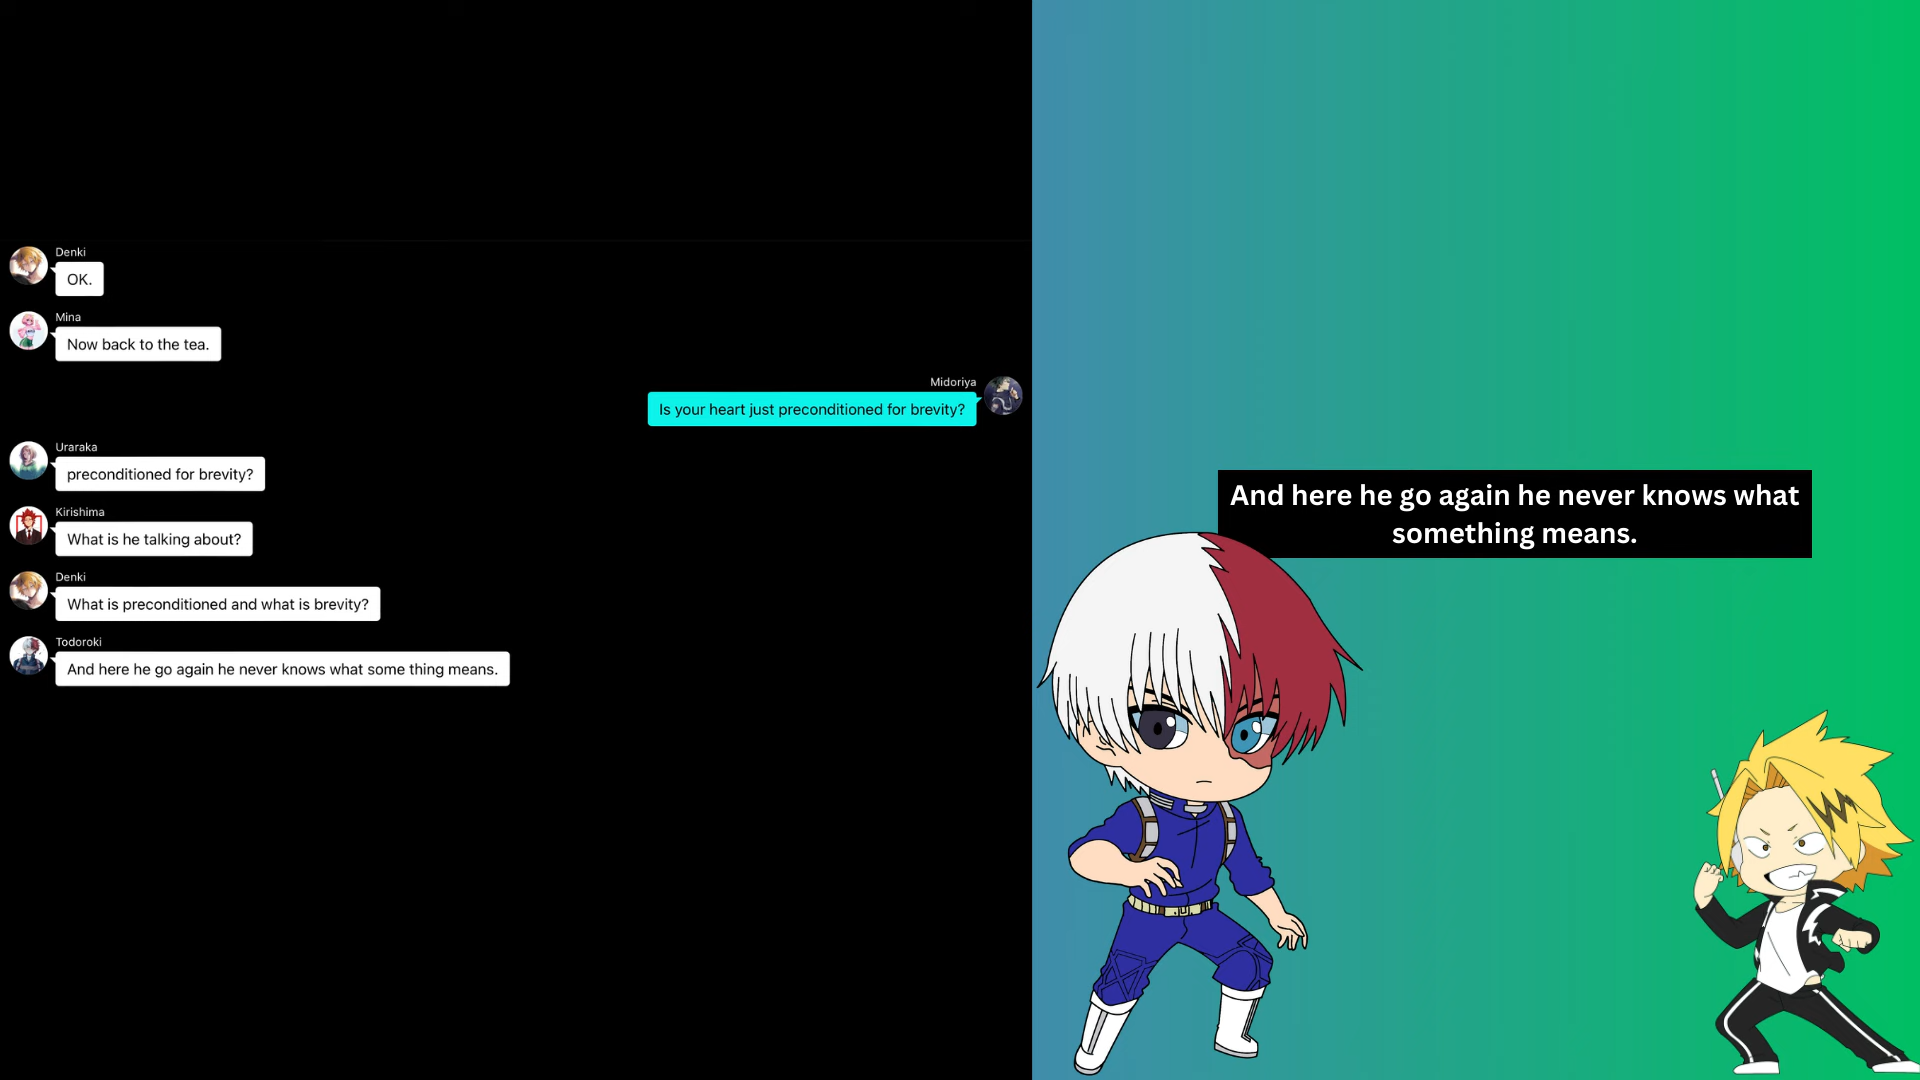 Denki
OK.
Mina
Now back to the tea.
Midoriya
Is your heart just preconditioned for brevity?
Uraraka
preconditioned for brevity?
Kirishima
What is he talking about?
Denki
What is preconditioned and what is brevity?
Todoroki
And here he go again he never knows what some thing means.
And here he go again he never knows what
something means.